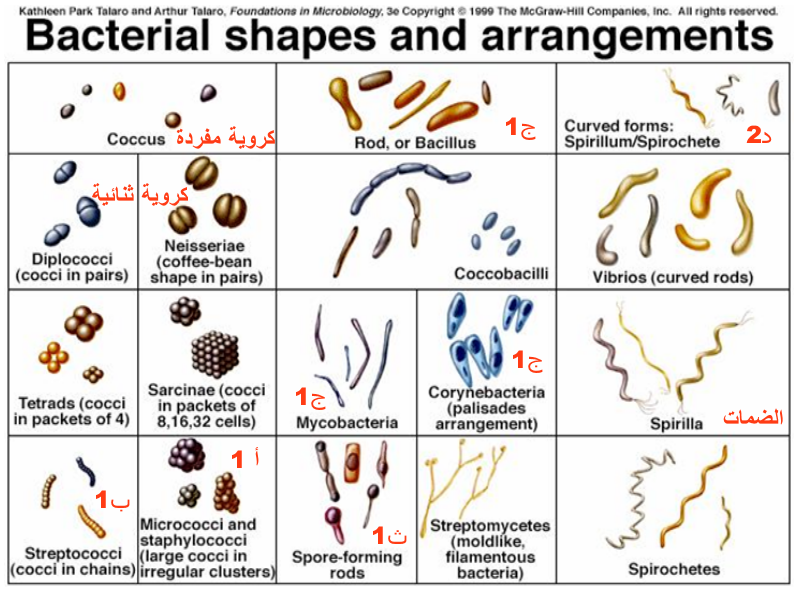 Kathleen Park Talaro and Arthur Talaro, Foundations in Microbiology, 3e Copyright © 1999 The McGraw-Hill Companies, Inc. All rights reserved.
Bacterial shapes and arrangements
Coccus كروية مفردة
ج1
Rod, or Bacillus
Curved forms:
Spirillum/Spirochete
د2
كروية ثنائية
Diplococci
(cocci in pairs)
Neisseriae
(coffee-bean
shape in pairs)
Coccobacilli
Vibrios (curved rods)
Tetrads (cocci
in packets of 4)
Sarcinae (cocci
in packets of
8,16,32 cells)
ج1
Mycobacteria
ج1
Corynebacteria
(palisades
arrangement)
Spirilla
الضمات
ب1
Streptococci
(cocci in chains)
أ 1
Micrococci and
staphylococci
(large cocci in
irregular clusters)
ث1
Spore-forming
rods
Streptomycetes
(moldlike,
filamentous
bacteria)
Spirochetes